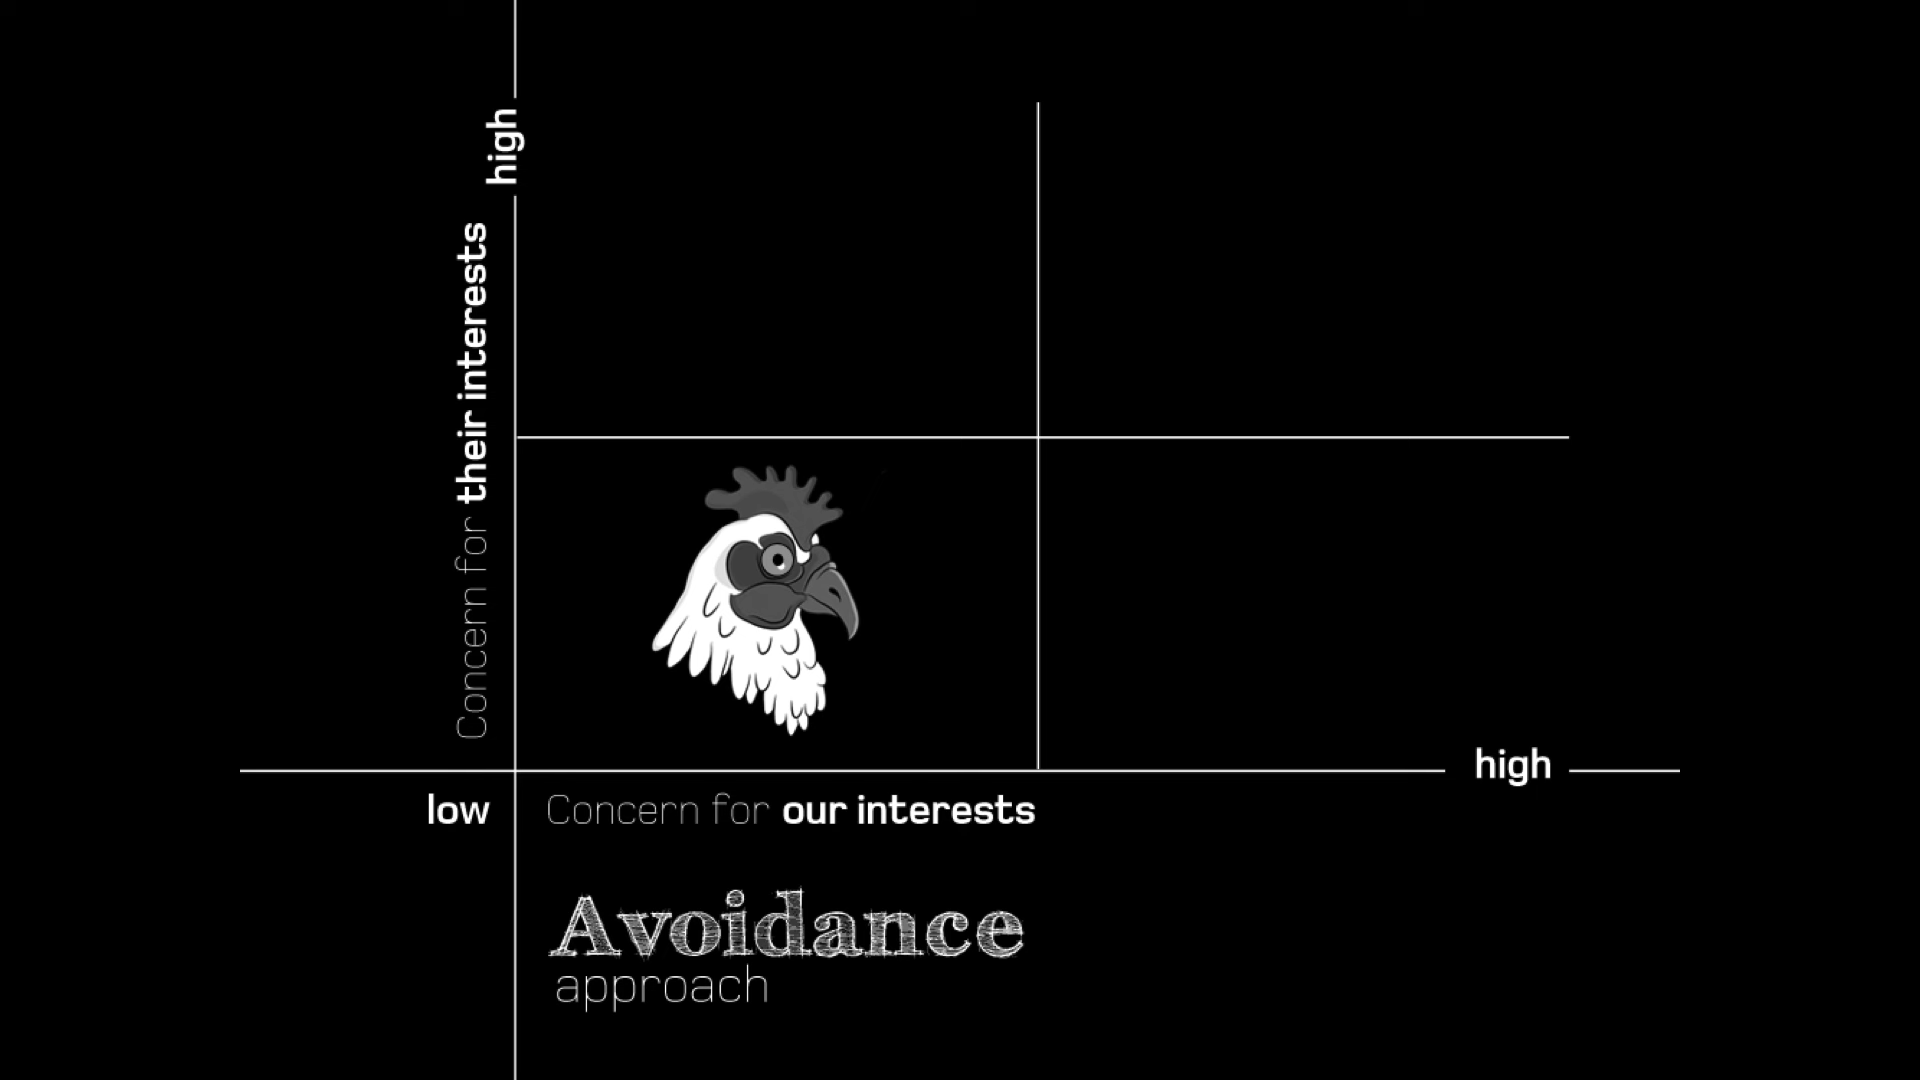 high
Concern for their interests
high
low
Concern for our interests
Avoidance
approach